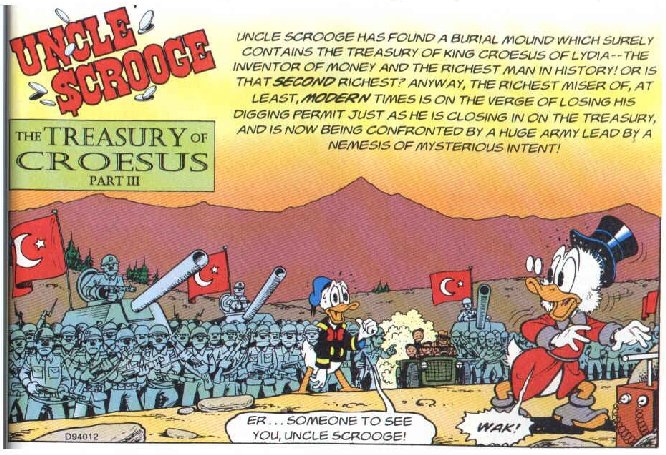 UNCLE
$CROOGE
UNCLE SCROOGE HAS FOUND A BURIAL MOUND WHICH SURELY
CONTAINS THE TREASURY OF KING CROESUS OF LYDIA--THE
INVENTOR OF MONEY AND THE RICHEST MAN IN HISTORY! OR IS
THAT SECOND RICHEST? ANYWAY, THE RICHEST MISER OF, AT
LEAST, MODERN TIMES IS ON THE VERGE OF LOSING HIS
DIGGING PERMIT JUST AS HE IS CLOSING IN ON THE TREASURY,
AND IS NOW BEING CONFRONTED BY A HUGE ARMY LEAD BY A
NEMESIS OF MYSTERIOUS INTENT!
THE TREASURY OF
CROESUS
PART III
ER... SOMEONE TO SEE
YOU, UNCLE SCROOGE!
WAK!
D94012